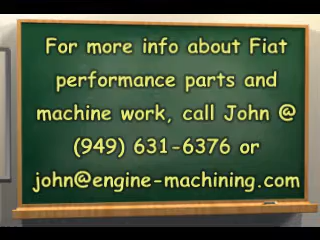 For more info about Fiat
performance parts and
machine work, call John @
(949) 631-6376 or
john@engine-machining.com